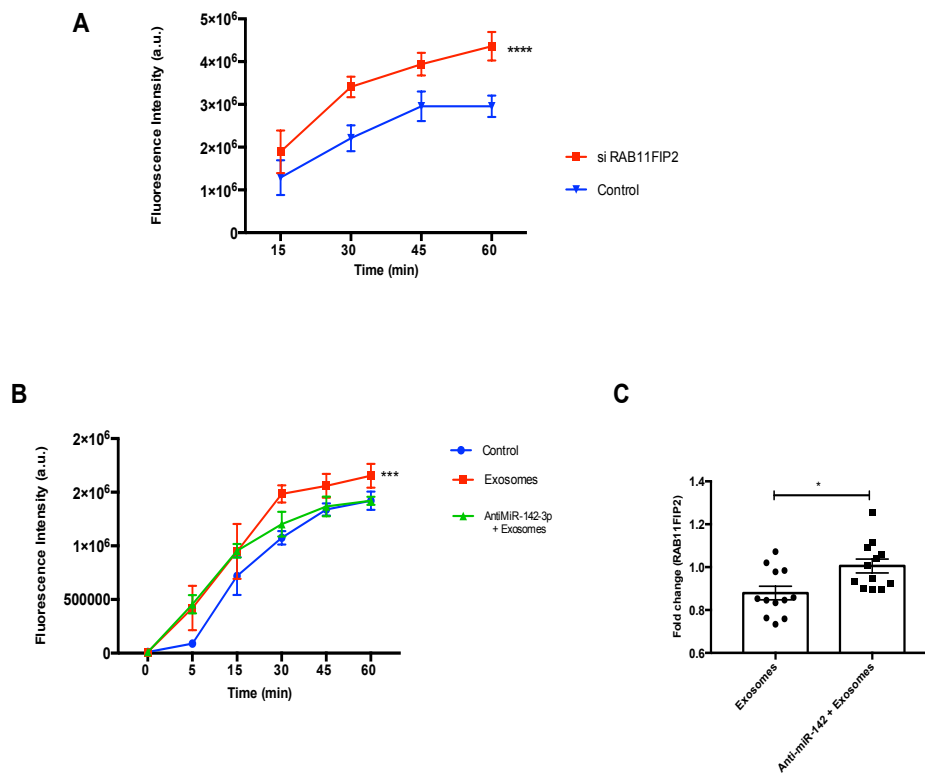 A
Fluorescence Intensity (a.u.)
5×10⁶
4×10⁶
3×10⁶
2×10⁶
1×10⁶
0
15
30
45
60
Time (min)
****
si RAB11FIP2
Control
B
Fluorescence Intensity (a.u.)
2×10⁶
2×10⁶
1×10⁶
500000
0
0
5
15
30
45
60
Time (min)
***
Control
Exosomes
AntiMiR-142-3p
+ Exosomes
C
Fold change (RAB11FIP2)
1.4
1.2
1.0
0.8
0.6
*
Exosomes
Anti-miR-142 + Exosomes